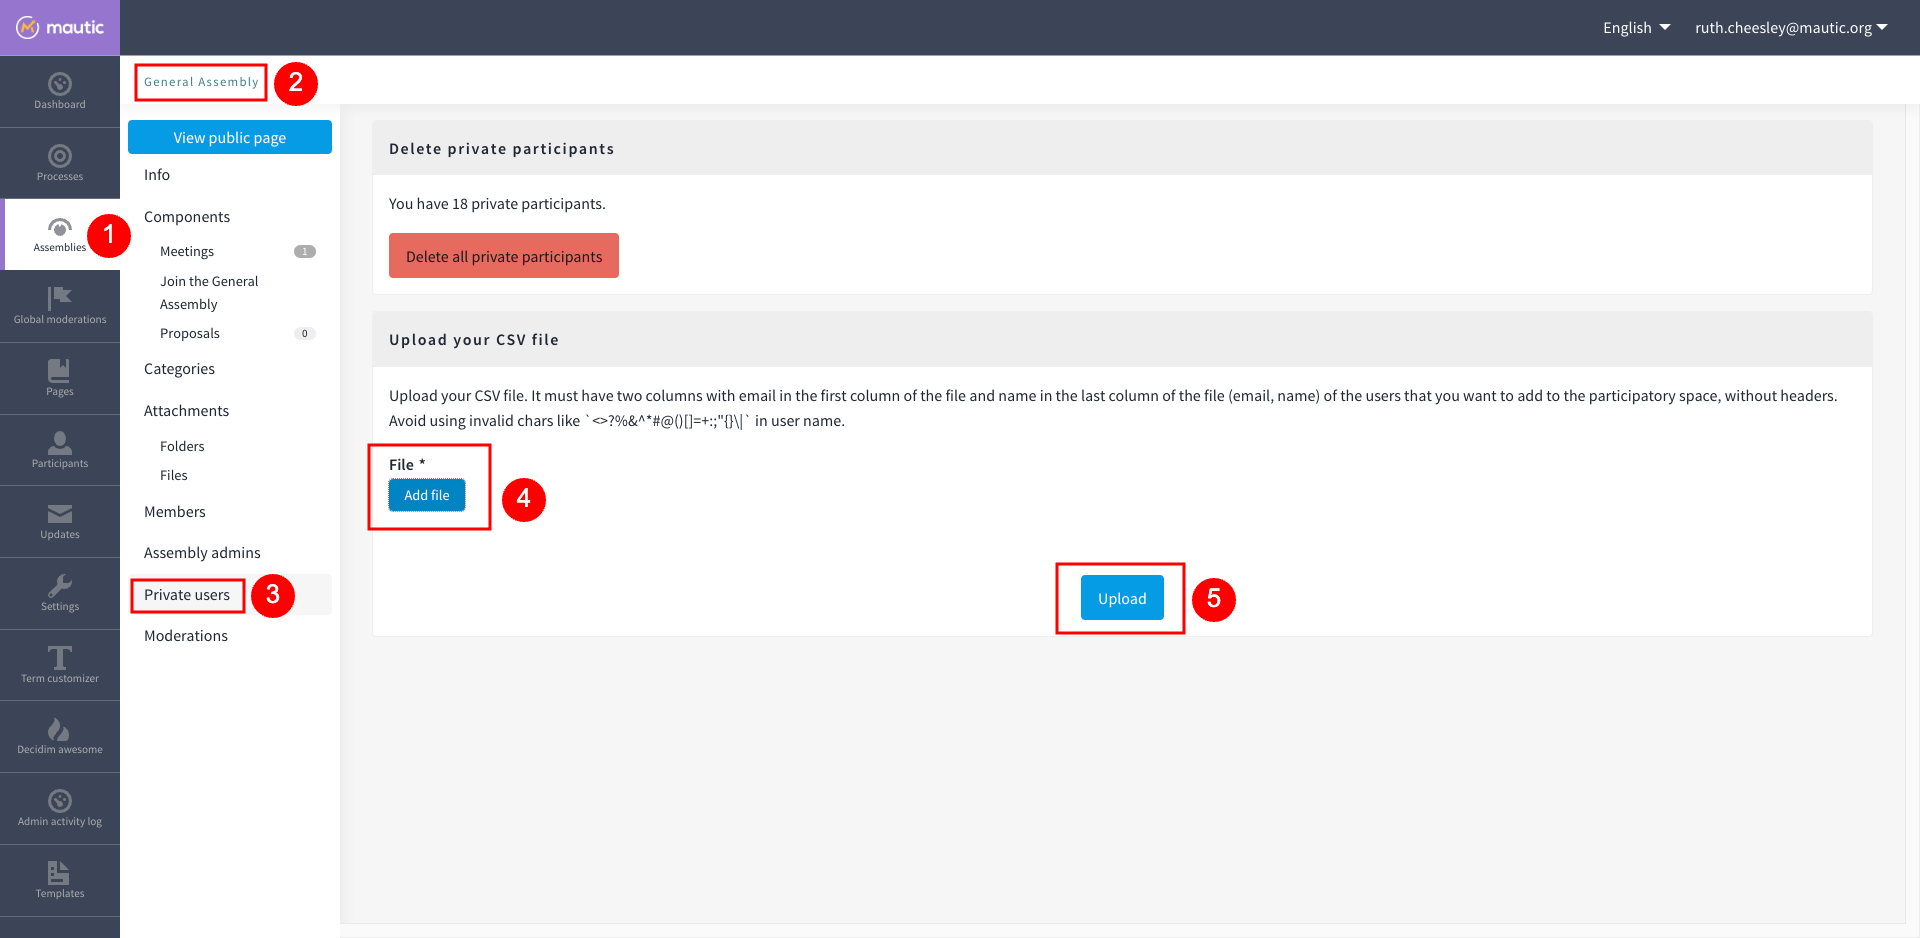 mautic
English
ruth.cheesley@mautic.org
Dashboard
Processes
Assemblies
1
Global moderations
Pages
Participants
Updates
Settings
Term customizer
Decidim awesome
Admin activity log
Templates
General Assembly
2
View public page
Info
Components
Meetings 1
Join the General
Assembly
Proposals 0
Categories
Attachments
Folders
Files
Members
Assembly admins
Private users
3
Moderations
Delete private participants
You have 18 private participants.
Delete all private participants
Upload your CSV file
Upload your CSV file. It must have two columns with email in the first column of the file and name in the last column of the file (email, name) of the users that you want to add to the participatory space, without headers.
Avoid using invalid chars like `<>?%&^*#@()[]=+:;"{}\|` in user name.
File *
Add file
4
Upload
5